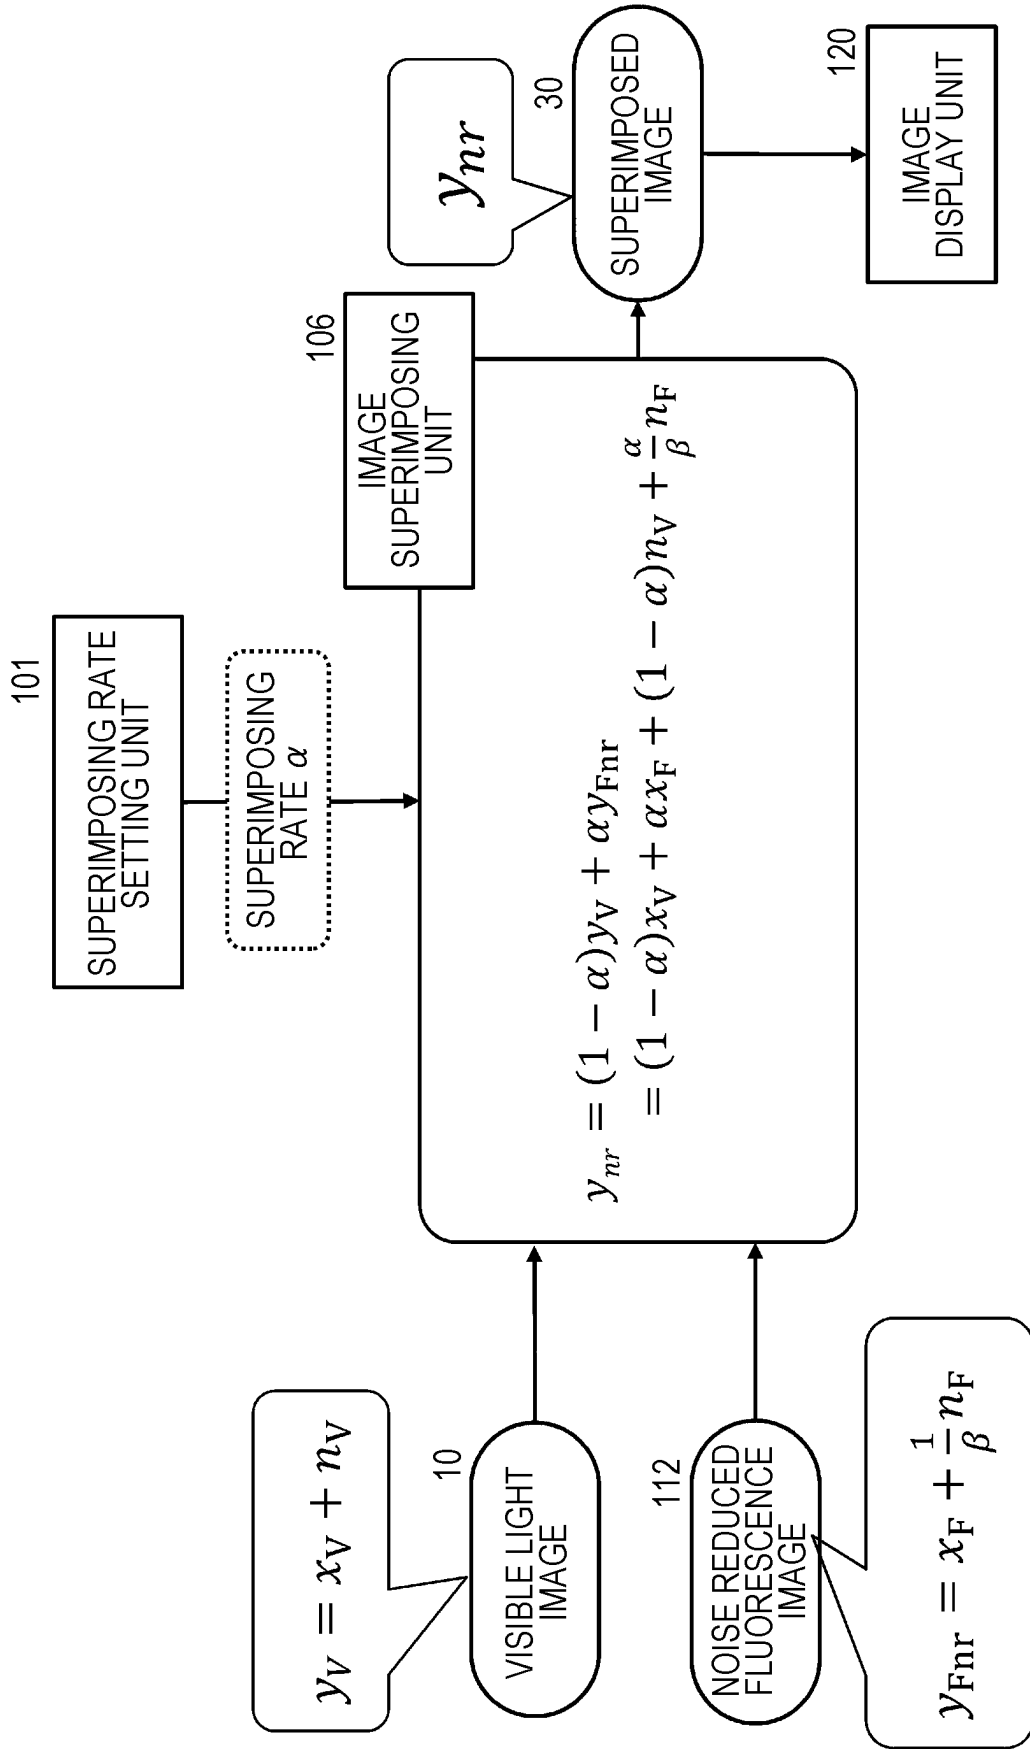 101
SUPERIMPOSING RATE
SETTING UNIT
SUPERIMPOSING
RATE α
106
IMAGE
SUPERIMPOSING
UNIT
y_V = x_V + n_V
10
VISIBLE LIGHT
IMAGE
112
NOISE REDUCED
FLUORESCENCE
IMAGE
y_Fnr = x_F + 1/β n_F
y_nr = (1 − α)y_V + αy_Fnr
= (1 − α)x_V + αx_F + (1 − α)n_V + α/β n_F
y_nr
30
SUPERIMPOSED
IMAGE
120
IMAGE
DISPLAY UNIT